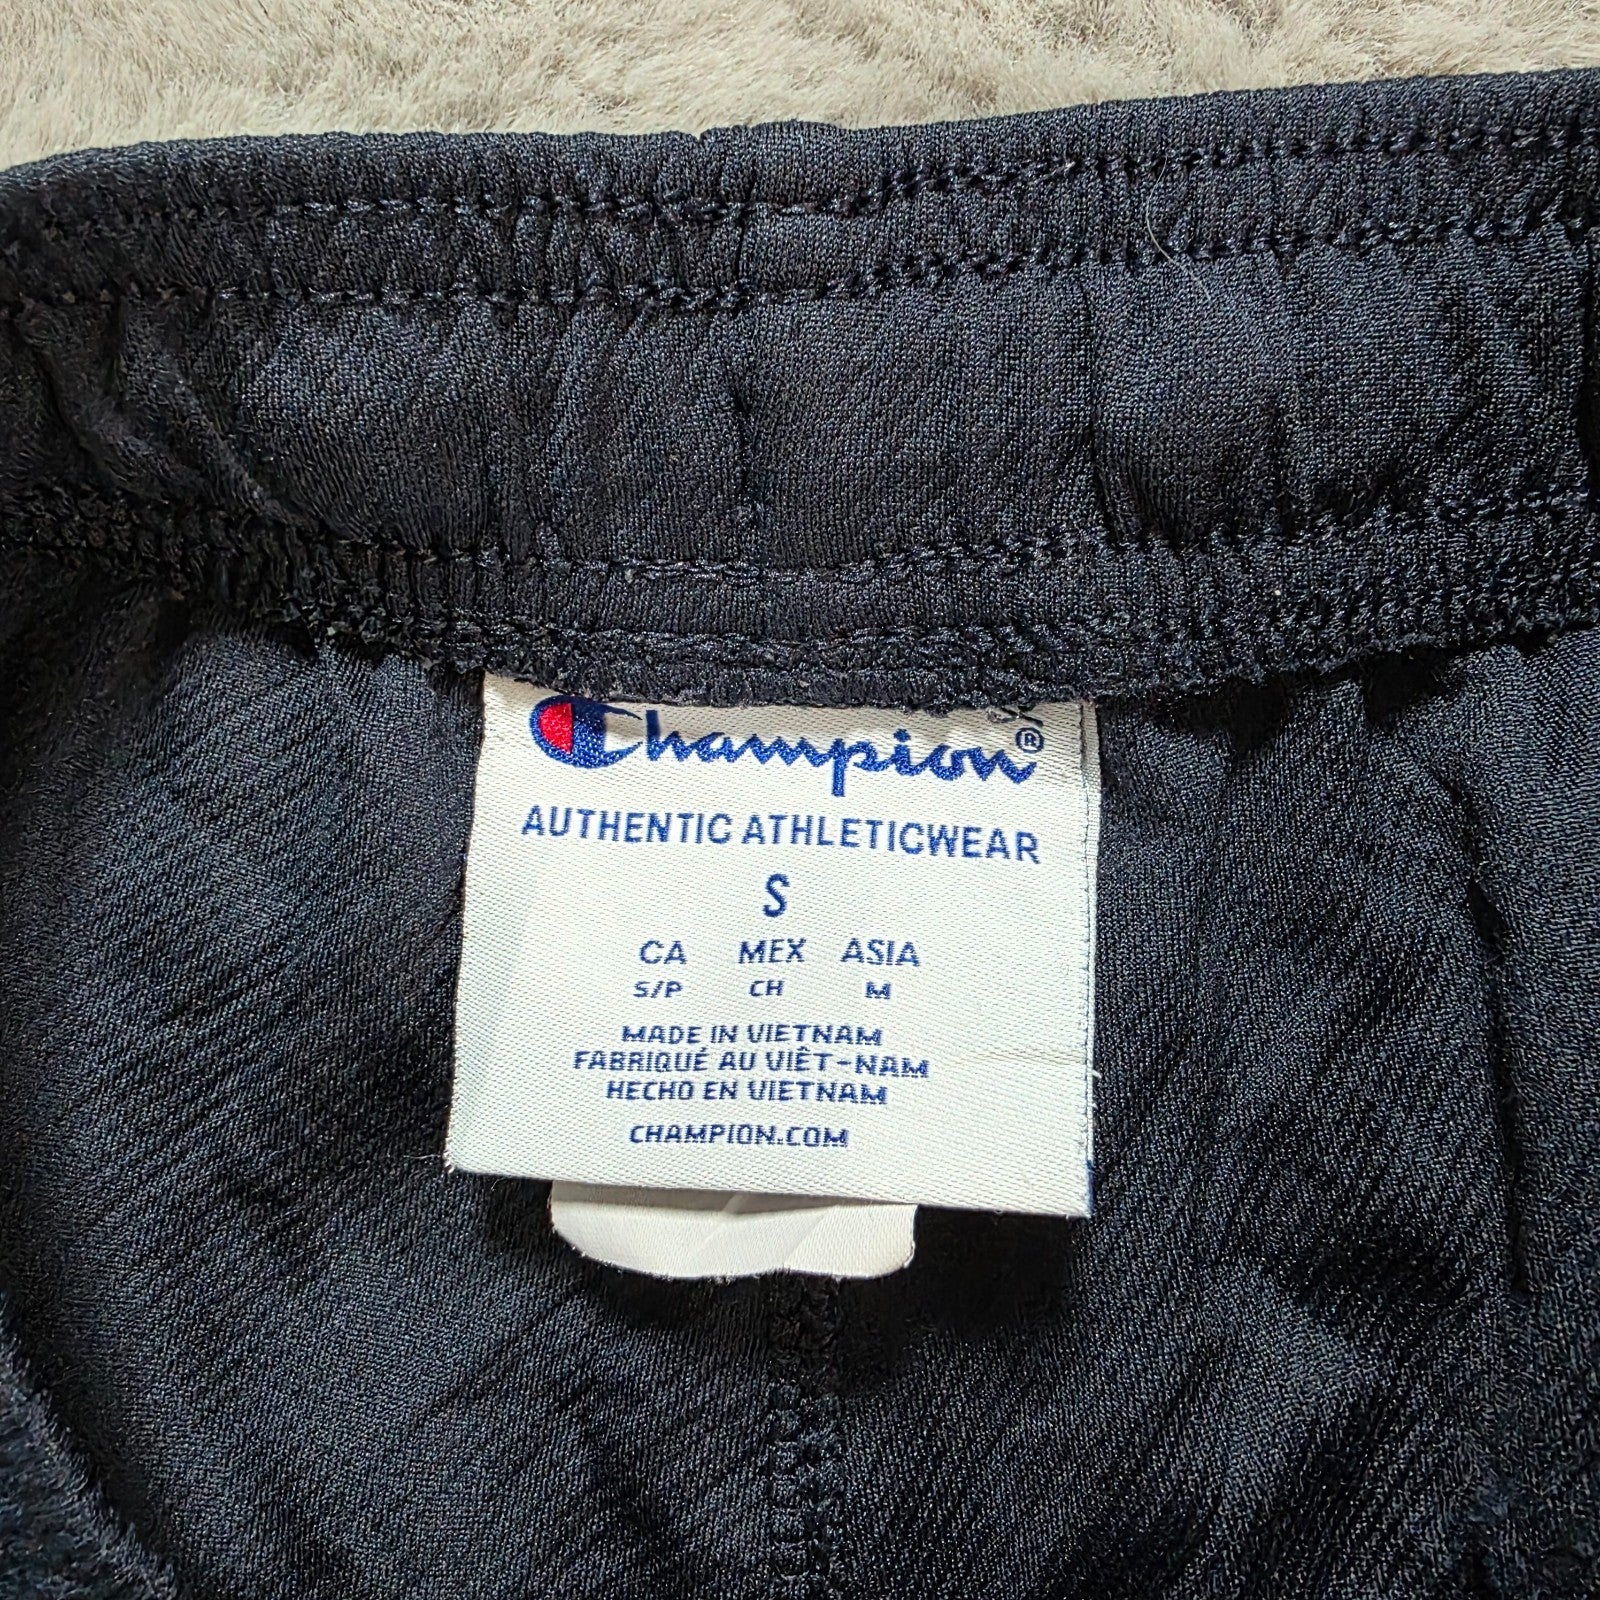 Champion®
AUTHENTIC ATHLETICWEAR
S
CA MEX ASIA
S/P CH M
MADE IN VIETNAM
FABRIQUÉ AU VIÊT-NAM
HECHO EN VIETNAM
CHAMPION.COM